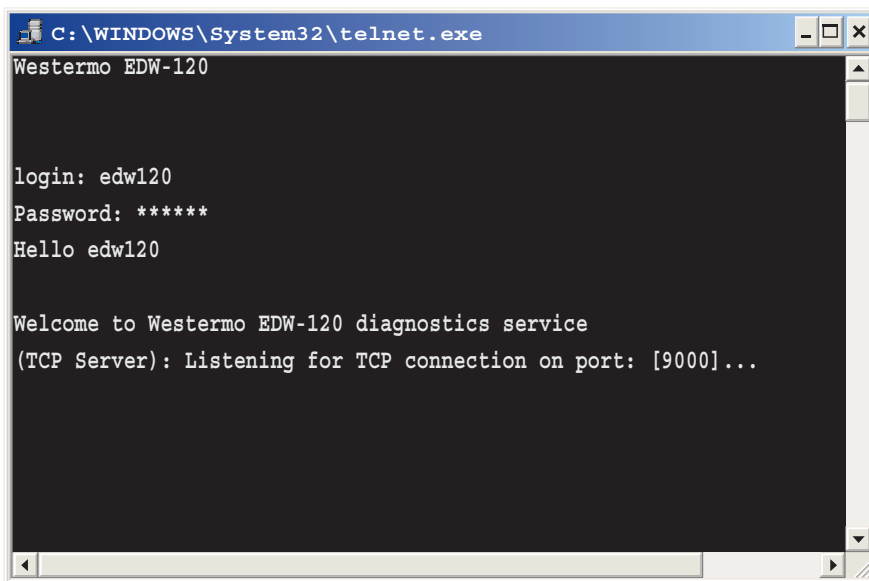 C:\WINDOWS\System32\telnet.exe
Westermo EDW-120
login: edw120
Password: ******
Hello edw120
Welcome to Westermo EDW-120 diagnostics service
(TCP Server): Listening for TCP connection on port: [9000]...